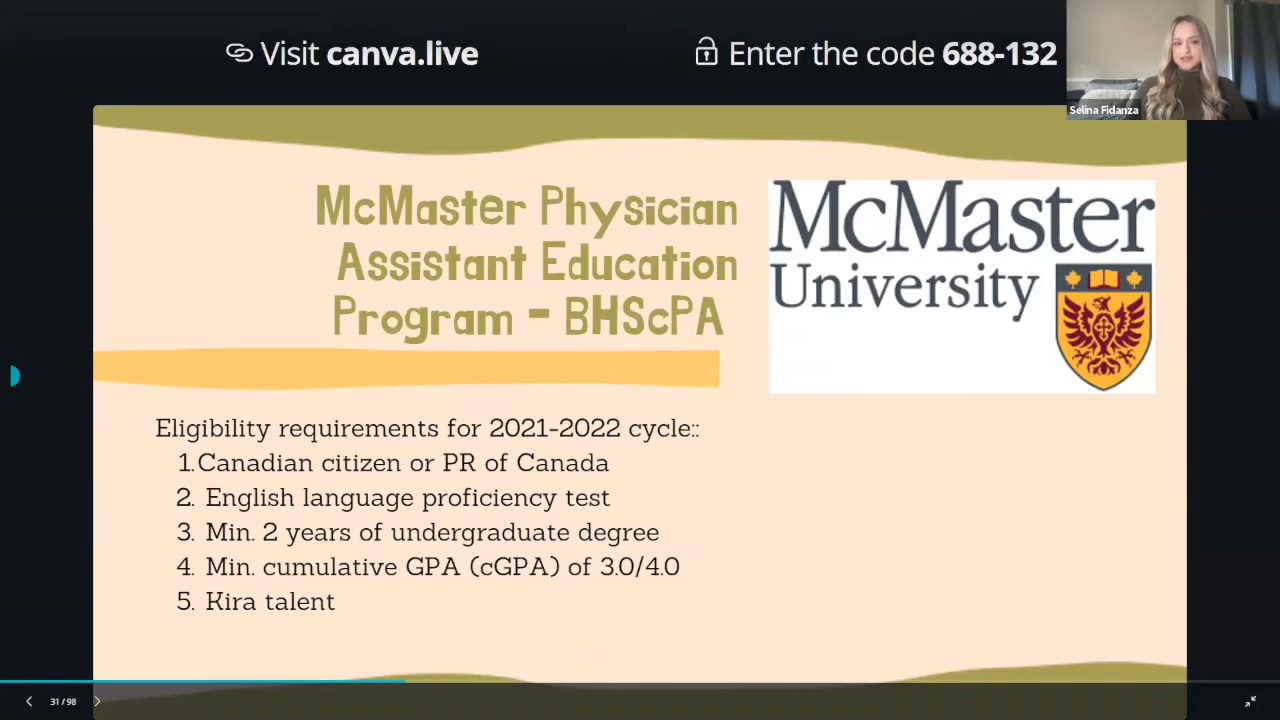 Visit canva.live
Enter the code 688-132
Selina Fidanza
McMaster Physician
Assistant Education
Program - BHScPA
McMaster
University
Eligibility requirements for 2021-2022 cycle::
1. Canadian citizen or PR of Canada
2. English language proficiency test
3. Min. 2 years of undergraduate degree
4. Min. cumulative GPA (cGPA) of 3.0/4.0
5. Kira talent
31 / 98